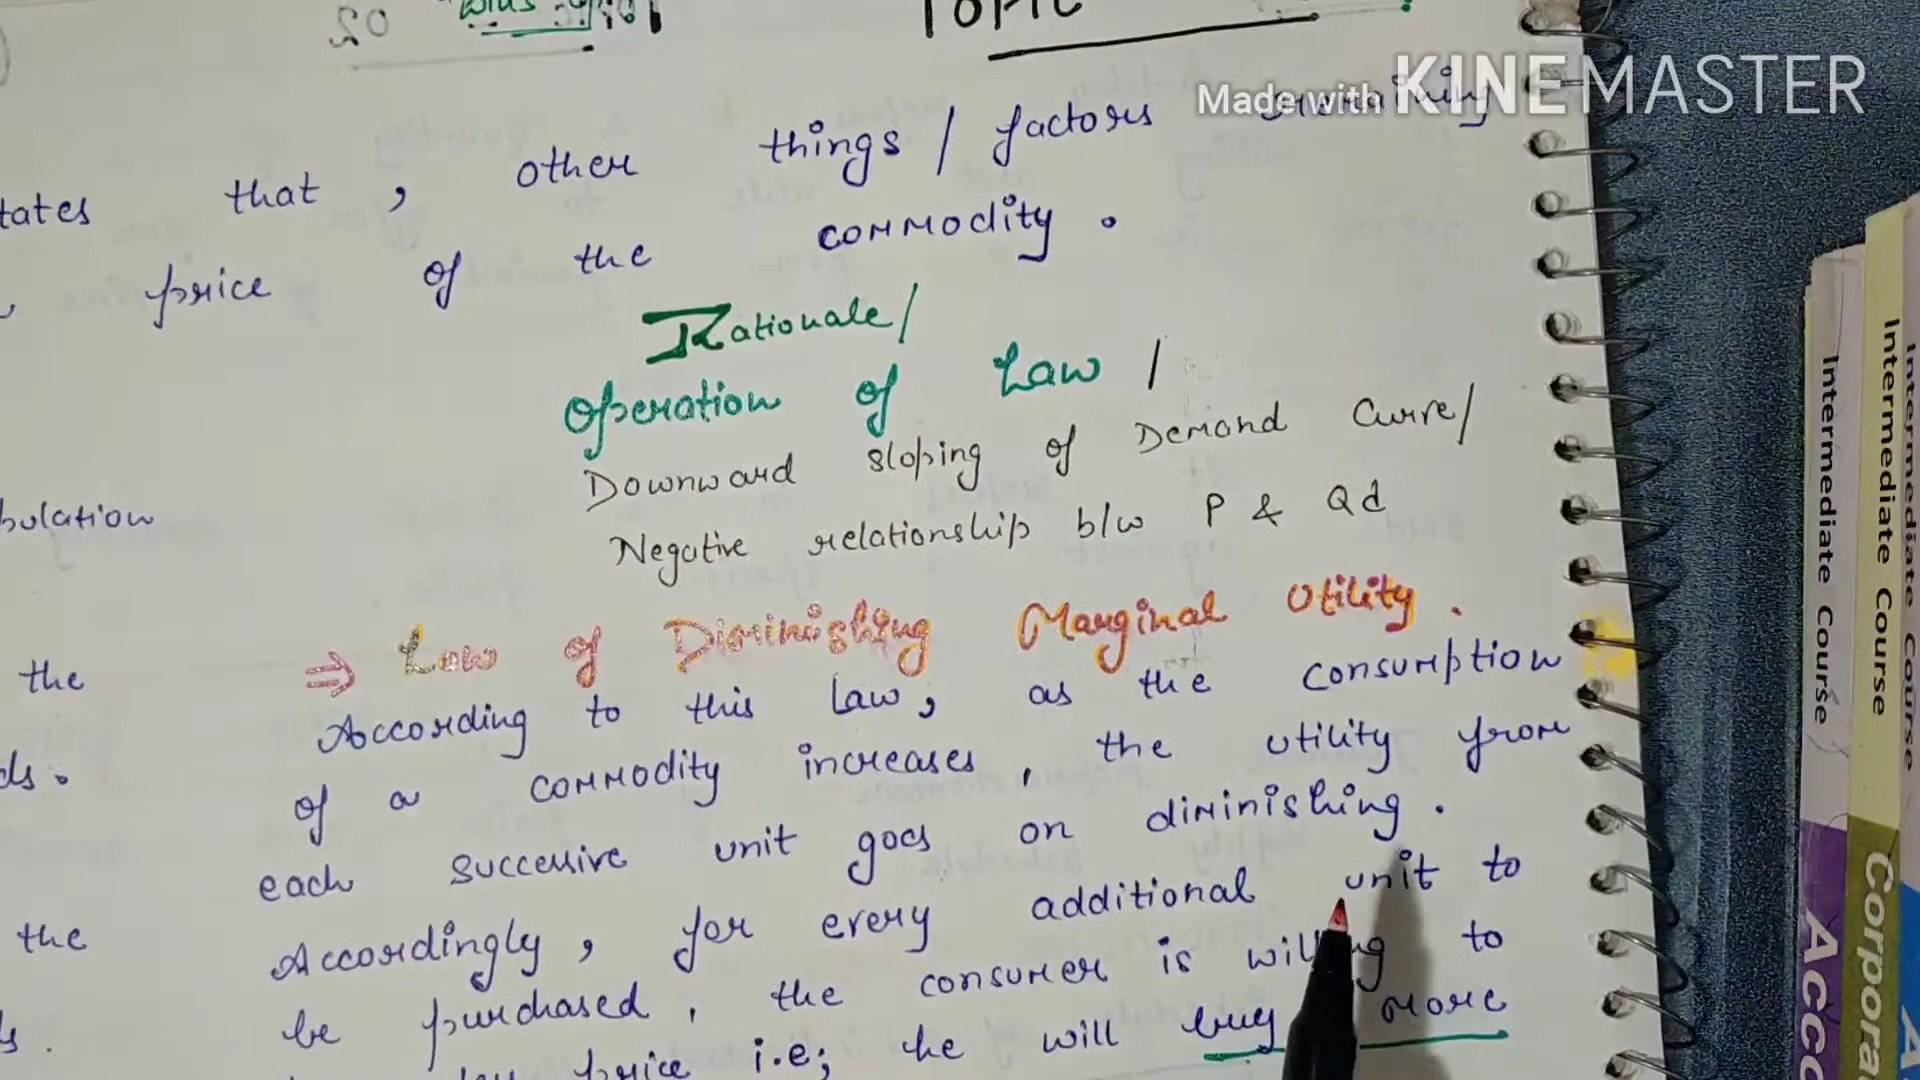 02
Topic
Made with KINEMASTER
tates that, other things / factors remaining
price of the commodity.
Rationale/
Operation of Law /
Downward sloping of Demand Curve/
Negative relationship b/w P & Qd
bulation
⇒ Law of Diminishing Marginal Utility.
the According to this Law, as the consumption
ds. of a commodity increases, the utility from
each successive unit goes on diminishing.
the Accordingly, for every additional unit to
be purchased, the consumer is willing to
price i.e; he will buy more
Intermediate Course
Intermediate Course
Intermediate Course
Corpora
Acco